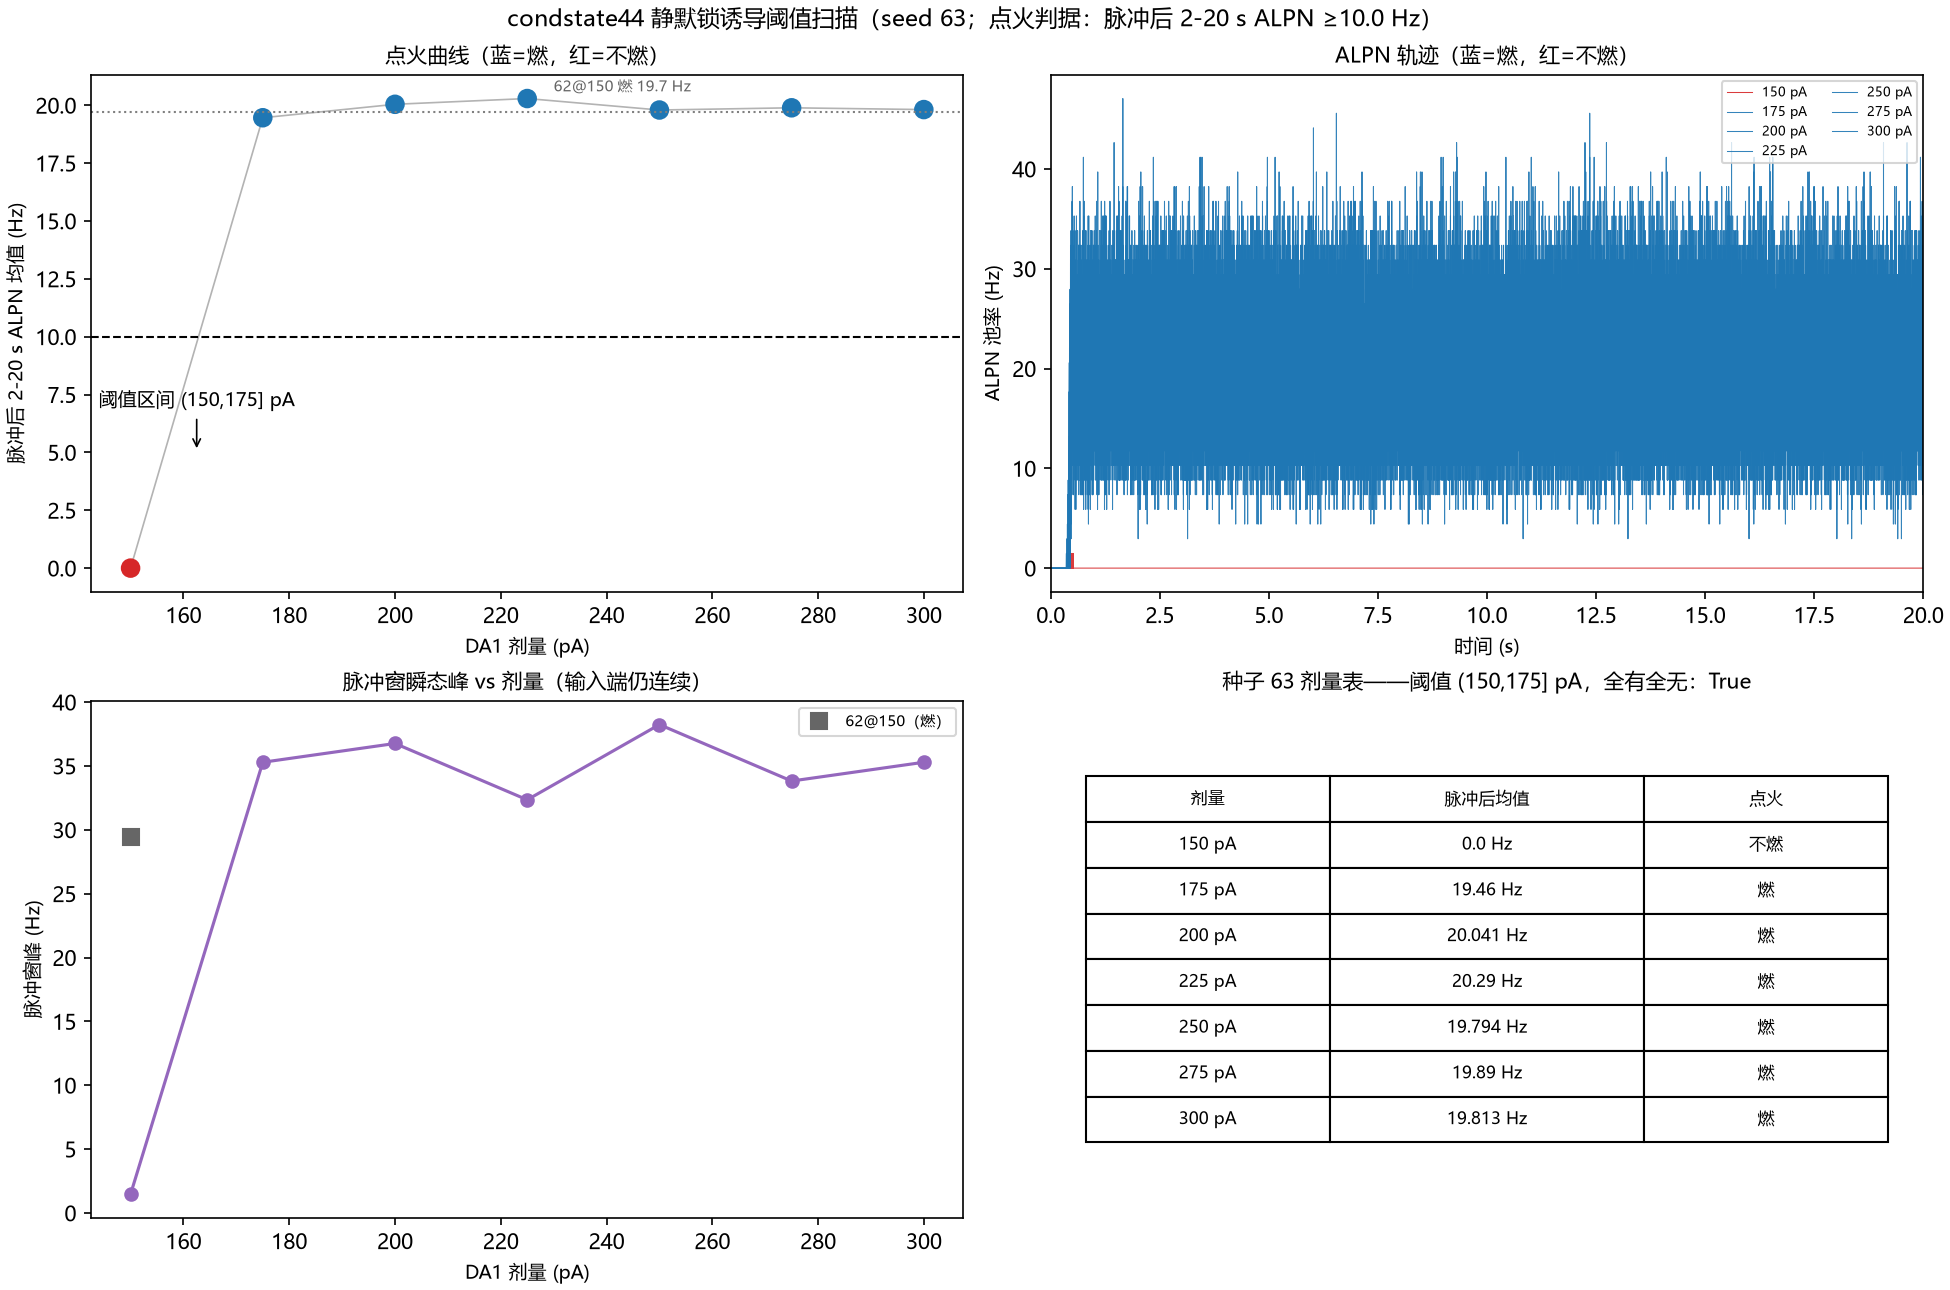 condstate44 静默锁诱导阈值扫描（seed 63；点火判据：脉冲后 2-20 s ALPN ≥10.0 Hz）
点火曲线（蓝=燃，红=不燃）
20.0
17.5
15.0
12.5
10.0
7.5
5.0
2.5
0.0
脉冲后 2-20 s ALPN 均值 (Hz)
62@150 燃 19.7 Hz
阈值区间 (150,175] pA
160
180
200
220
240
260
280
300
DA1 剂量 (pA)
ALPN 轨迹（蓝=燃，红=不燃）
150 pA
175 pA
200 pA
225 pA
250 pA
275 pA
300 pA
40
30
20
10
0
ALPN 池率 (Hz)
0.0
2.5
5.0
7.5
10.0
12.5
15.0
17.5
20.0
时间 (s)
脉冲窗瞬态峰 vs 剂量（输入端仍连续）
62@150（燃）
40
35
30
25
20
15
10
5
0
脉冲窗峰 (Hz)
160
180
200
220
240
260
280
300
DA1 剂量 (pA)
种子 63 剂量表——阈值 (150,175] pA，全有全无：True
剂量 脉冲后均值 点火
150 pA 0.0 Hz 不燃
175 pA 19.46 Hz 燃
200 pA 20.041 Hz 燃
225 pA 20.29 Hz 燃
250 pA 19.794 Hz 燃
275 pA 19.89 Hz 燃
300 pA 19.813 Hz 燃